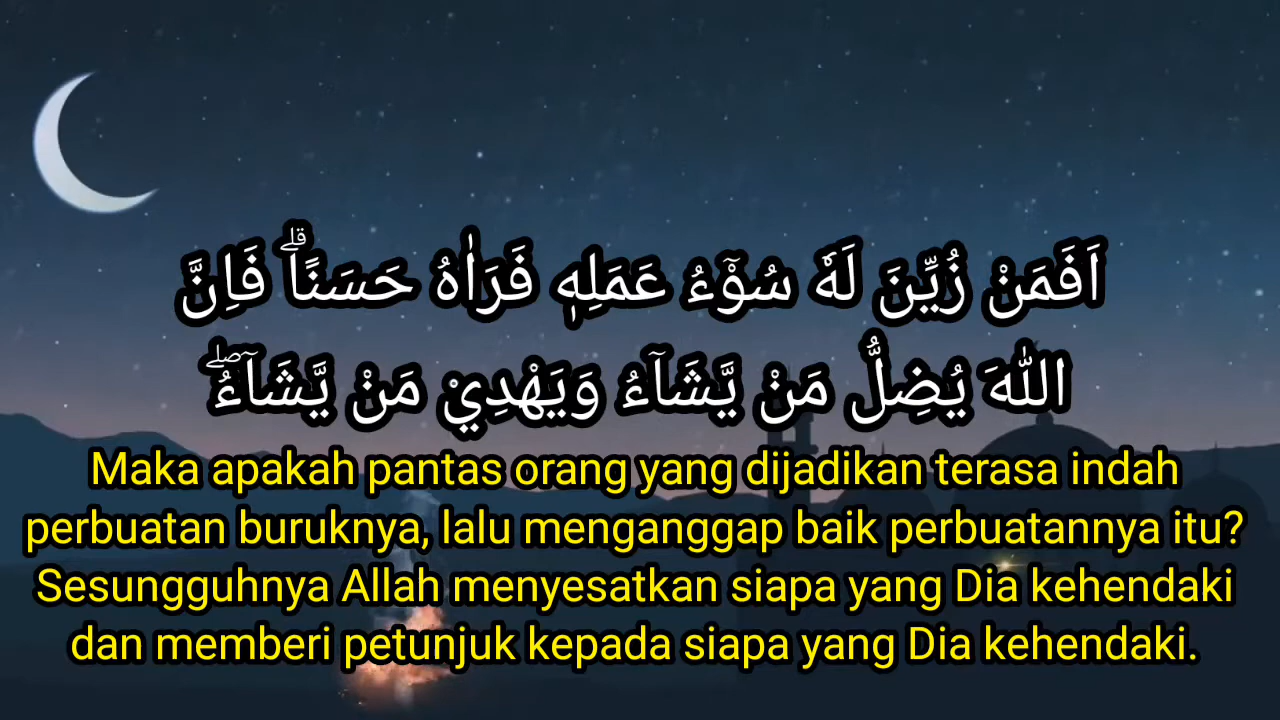 اَفَمَنْ زُيِّنَ لَهٗ سُوْۤءُ عَمَلِهٖ فَرَاٰهُ حَسَنًاۗ فَاِنَّ
اللّٰهَ يُضِلُّ مَنْ يَّشَاۤءُ وَيَهْدِيْ مَنْ يَّشَاۤءُۖ
Maka apakah pantas orang yang dijadikan terasa indah
perbuatan buruknya, lalu menganggap baik perbuatannya itu?
Sesungguhnya Allah menyesatkan siapa yang Dia kehendaki
dan memberi petunjuk kepada siapa yang Dia kehendaki.